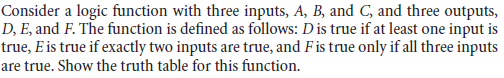 Consider a logic function with three inputs, A, B, and C, and three outputs,
D, E, and F. The function is defined as follows: D is true if at least one input is
true, E is true if exactly two inputs are true, and F is true only if all three inputs
are true. Show the truth table for this function.